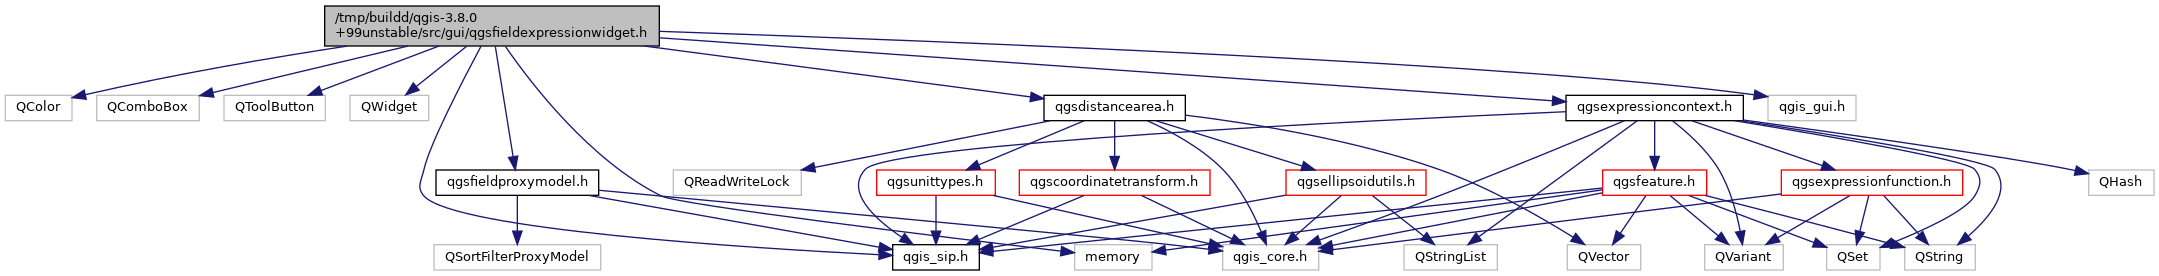 /tmp/buildd/qgis-3.8.0
+99unstable/src/gui/qgsfieldexpressionwidget.h
QColor
QComboBox
QToolButton
QWidget
qgsdistancearea.h
qgsexpressioncontext.h
qgis_gui.h
qgsfieldproxymodel.h
QReadWriteLock
qgsunittypes.h
qgscoordinatetransform.h
qgsellipsoidutils.h
qgsfeature.h
qgsexpressionfunction.h
QHash
QSortFilterProxyModel
qgis_sip.h
memory
qgis_core.h
QStringList
QVector
QVariant
QSet
QString